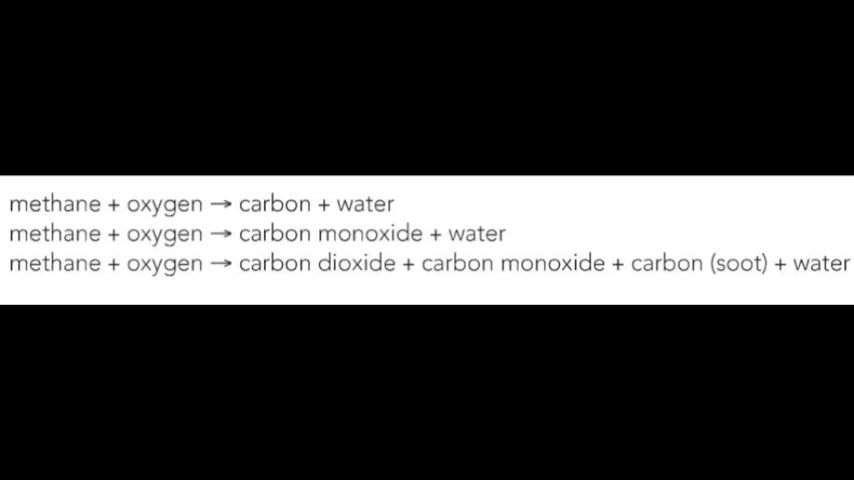 methane + oxygen → carbon + water
methane + oxygen → carbon monoxide + water
methane + oxygen → carbon dioxide + carbon monoxide + carbon (soot) + water